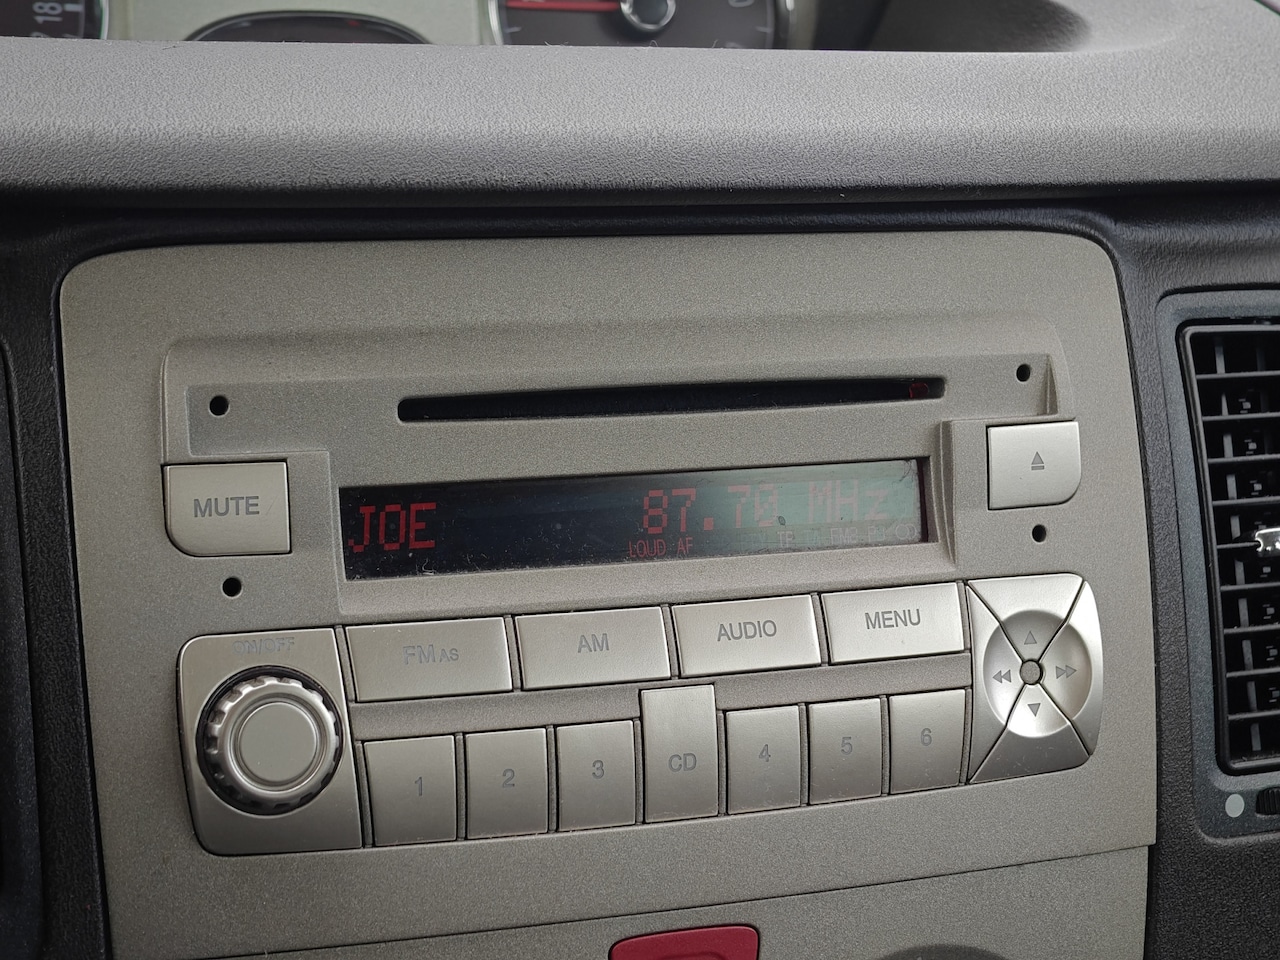 18
MUTE
JOE 87.70 MHz
LOUD AF
ON/OFF
FM AS
AM
AUDIO
MENU
1
2
3
CD
4
5
6